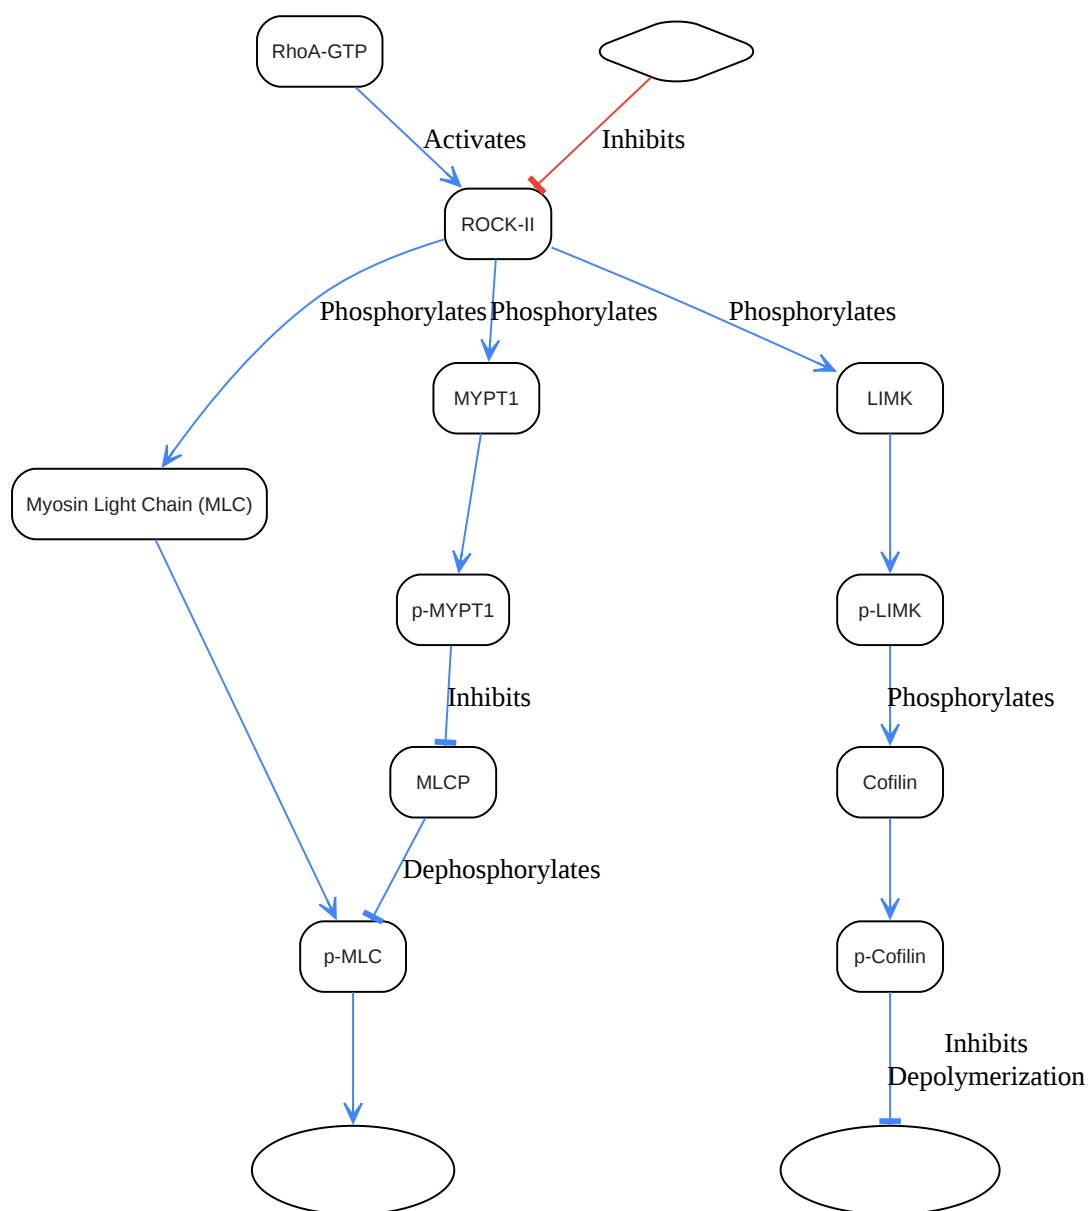 RhoA-GTP
Activates
Inhibits
ROCK-II
Phosphorylates
Phosphorylates
Phosphorylates
MYPT1
LIMK
Myosin Light Chain (MLC)
p-MYPT1
p-LIMK
Inhibits
Phosphorylates
MLCP
Cofilin
Dephosphorylates
p-MLC
p-Cofilin
Inhibits
Depolymerization